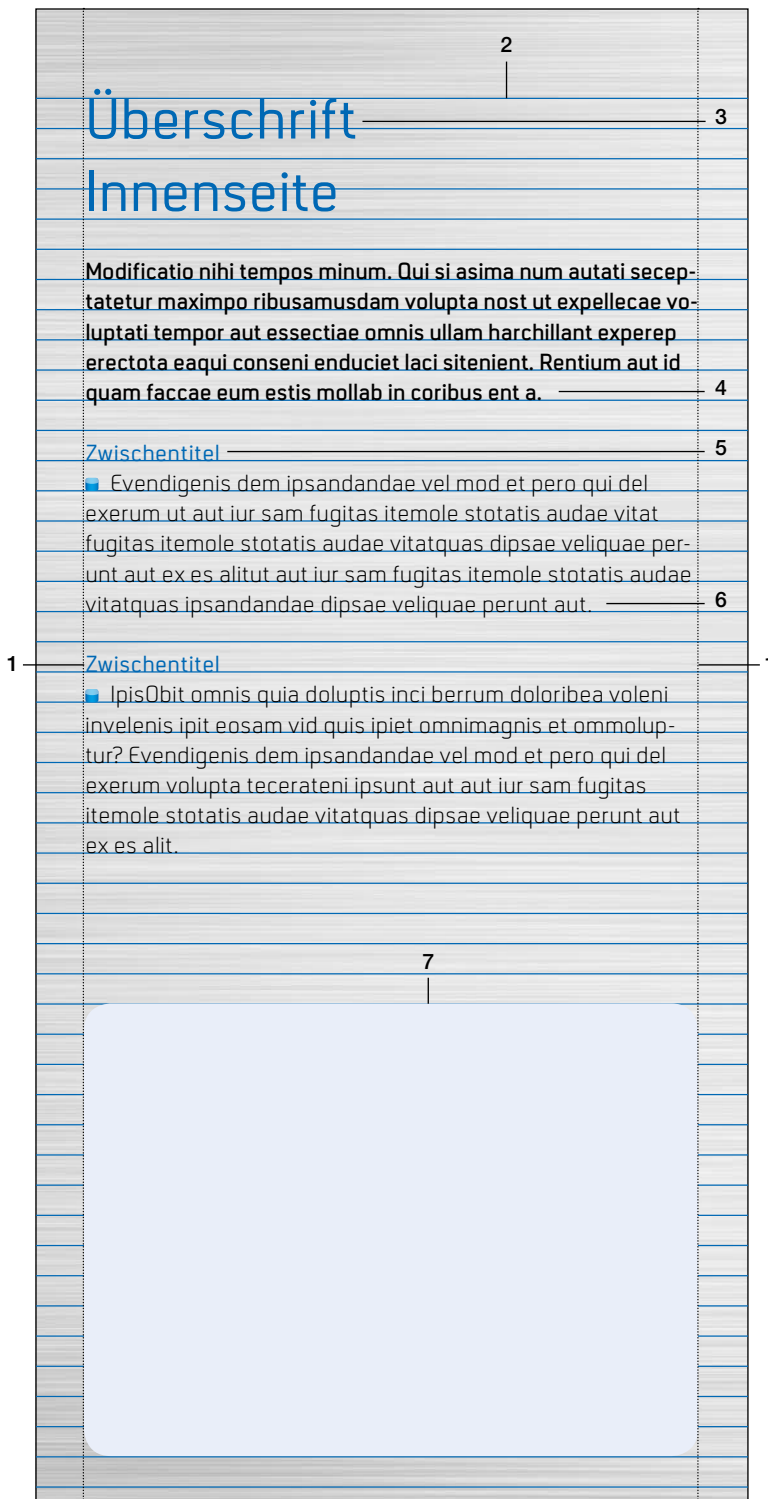 2
Überschrift
3
Innenseite
Modificatio nihi tempos minum. Qui si asima num autati secep-
tatetur maximpo ribusamusdam volupta nost ut expellecae vo-
luptati tempor aut essectiae omnis ullam harchillant experep
erectota eaqui conseni enduciet laci sitenient. Rentium aut id
quam faccae eum estis mollab in coribus ent a.
4
Zwischentitel
5
Evendigenis dem ipsandandae vel mod et pero qui del
exerum ut aut iur sam fugitas itemole stotatis audae vitat
fugitas itemole stotatis audae vitatquas dipsae veliquae per-
unt aut ex es alitut aut iur sam fugitas itemole stotatis audae
vitatquas ipsandandae dipsae veliquae perunt aut.
6
1
Zwischentitel
IpisObit omnis quia doluptis inci berrum doloribea voleni
invelenis ipit eosam vid quis ipiet omnimagnis et ommolup-
tur? Evendigenis dem ipsandandae vel mod et pero qui del
exerum volupta tecerateni ipsunt aut aut iur sam fugitas
itemole stotatis audae vitatquas dipsae veliquae perunt aut
ex es alit.
7